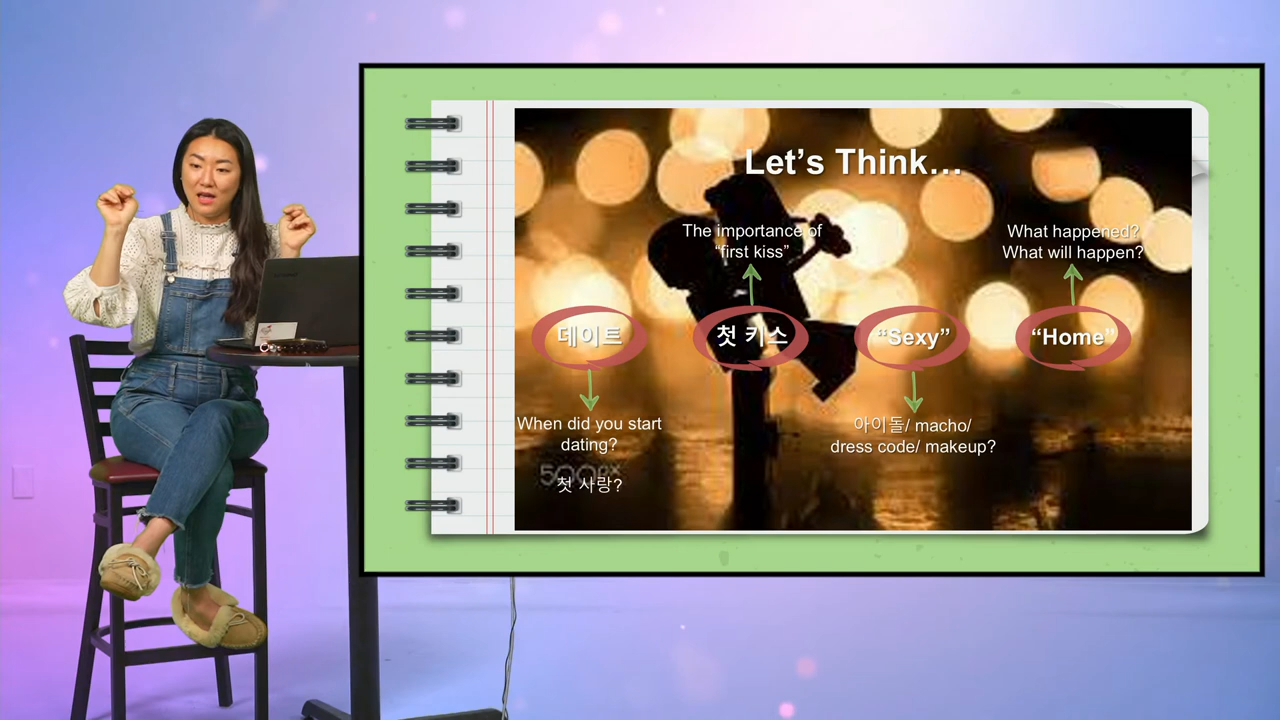 Let's Think…
The importance of
"first kiss"
What happened?
What will happen?
데이트
첫 키스
"Sexy"
"Home"
When did you start
dating?
첫 사랑?
아이돌/ macho/
dress code/ makeup?
500px